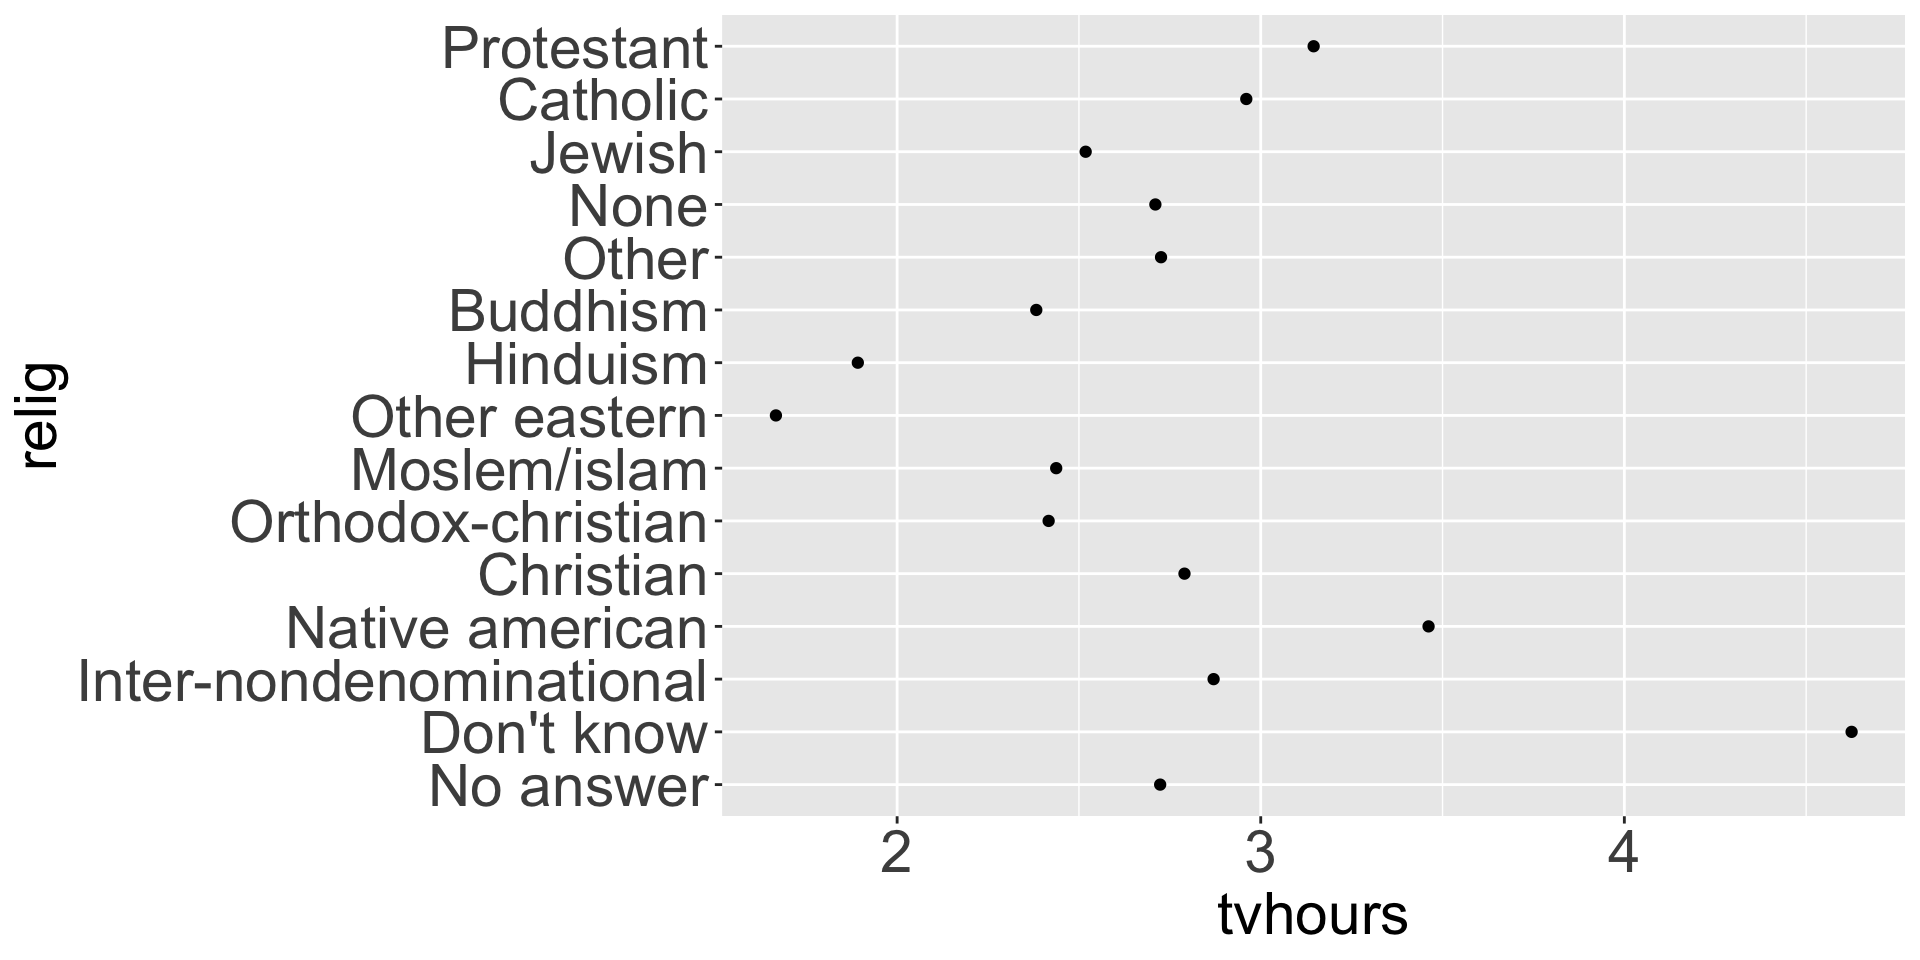 Protestant
Catholic
Jewish
None
Other
Buddhism
Hinduism
Other eastern
Moslem/islam
Orthodox-christian
Christian
Native american
Inter-nondenominational
Don't know
No answer
relig
2 3 4
tvhours